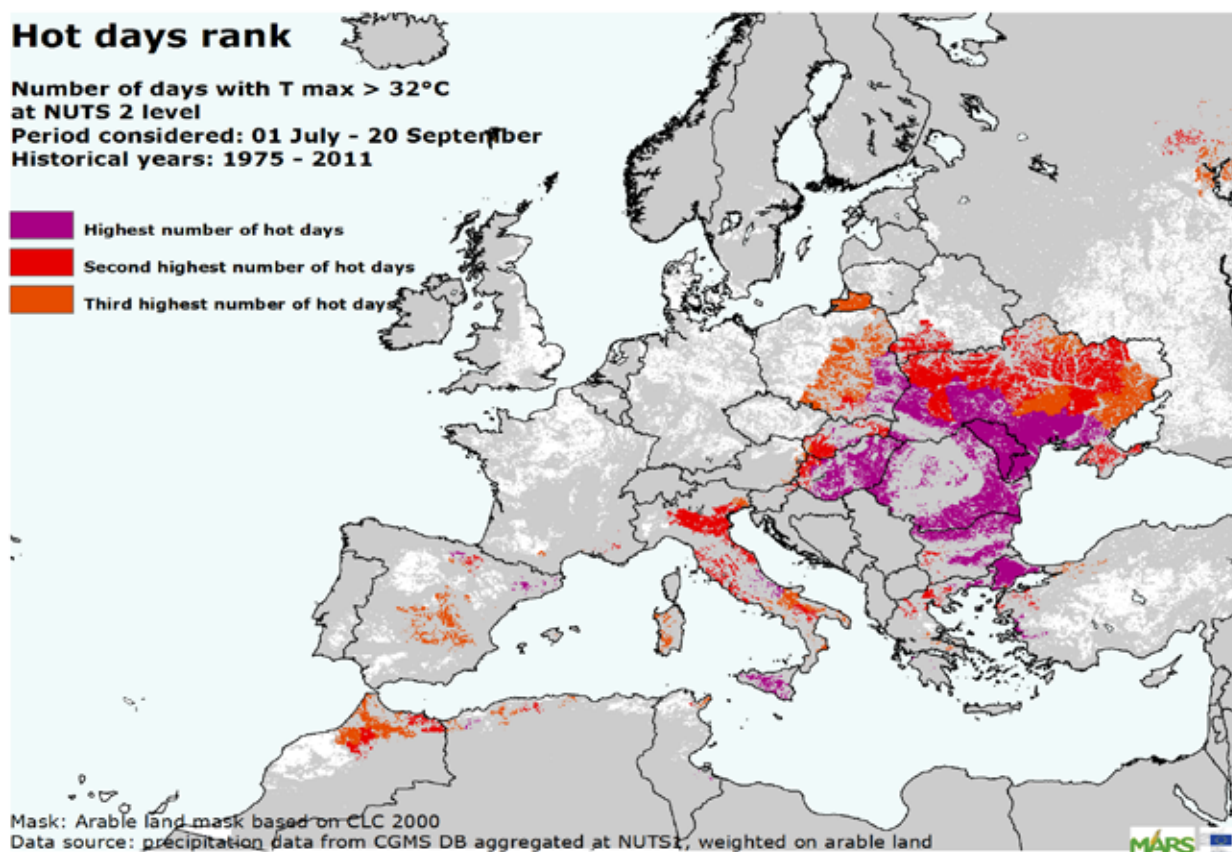 Hot days rank
Number of days with T max > 32°C
at NUTS 2 level
Period considered: 01 July - 20 September
Historical years: 1975 - 2011
Highest number of hot days
Second highest number of hot days
Third highest number of hot days
Mask: Arable land mask based on CLC 2000
Data source: precipitation data from CGMS DB aggregated at NUTS2, weighted on arable land
MARS